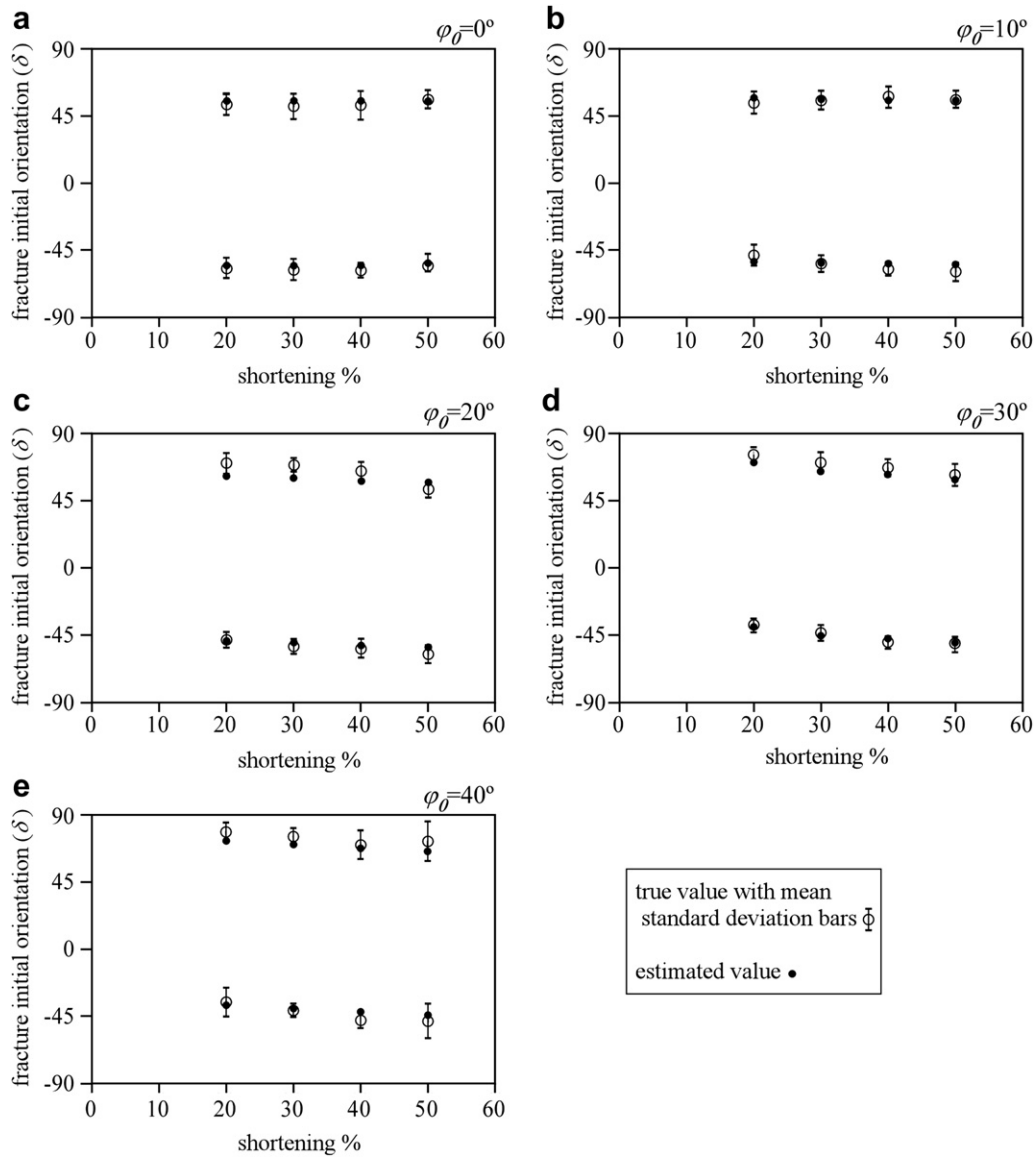 a
φ0=0º
fracture initial orientation (δ)
90
45
0
-45
-90
0 10 20 30 40 50 60
shortening %
b
φ0=10º
fracture initial orientation (δ)
90
45
0
-45
-90
0 10 20 30 40 50 60
shortening %
c
φ0=20º
fracture initial orientation (δ)
90
45
0
-45
-90
0 10 20 30 40 50 60
shortening %
d
φ0=30º
fracture initial orientation (δ)
90
45
0
-45
-90
0 10 20 30 40 50 60
shortening %
e
φ0=40º
fracture initial orientation (δ)
90
45
0
-45
-90
0 10 20 30 40 50 60
shortening %
true value with mean
standard deviation bars
estimated value